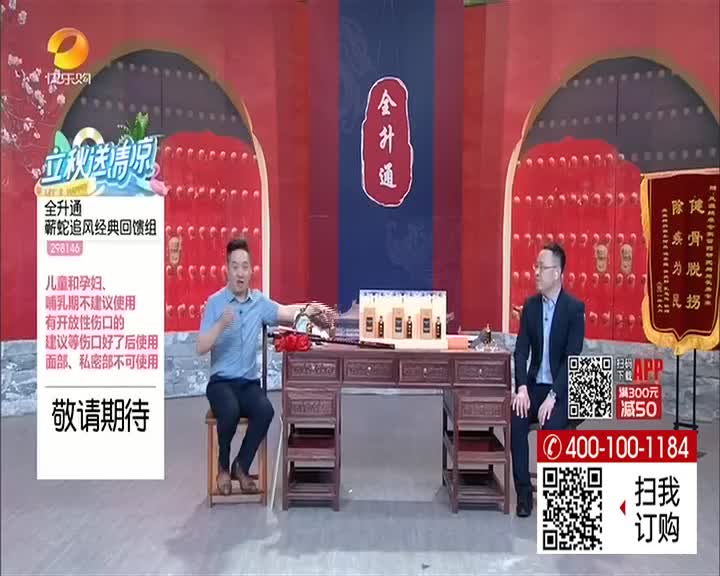 快乐购
立秋送清凉
全升通
蕲蛇追风经典回馈组
298146
儿童和孕妇、
哺乳期不建议使用
有开放性伤口的
建议等伤口好了后使用
面部、私密部不可使用
敬请期待
全升通
健骨脱拐
除疾为民
扫码下载APP
满300元
减50
400-100-1184
扫我
订购